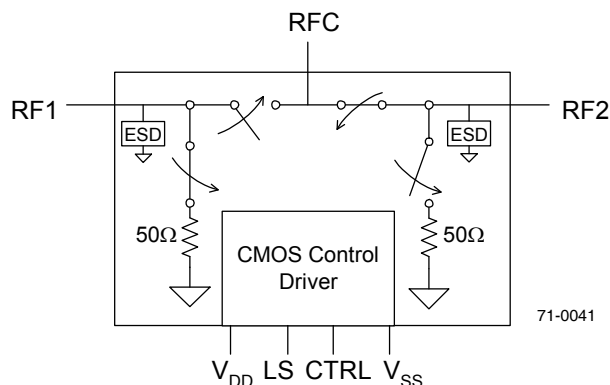 RFC
RF1
RF2
ESD
ESD
50Ω
50Ω
CMOS Control
Driver
71-0041
VDD LS CTRL VSS